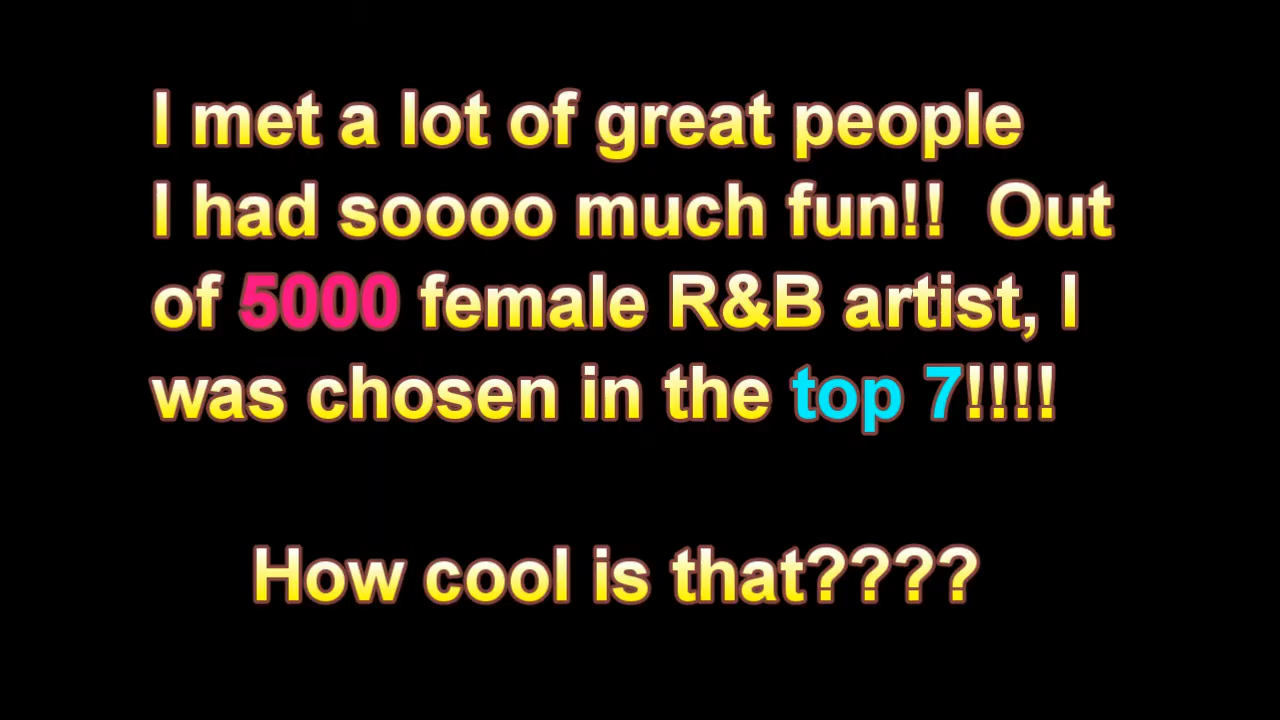 I met a lot of great people
I had soooo much fun!!  Out
of 5000 female R&B artist, I
was chosen in the top 7!!!!
How cool is that????